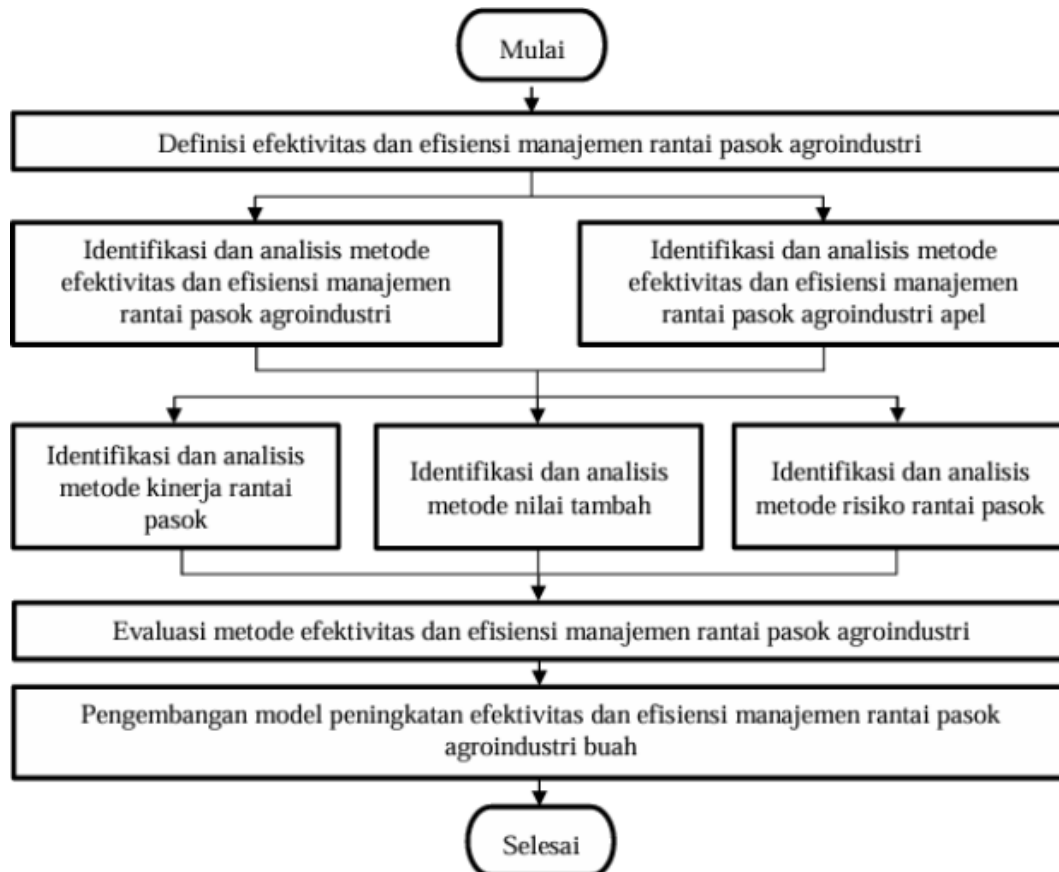 Mulai
Definisi efektivitas dan efisiensi manajemen rantai pasok agroindustri
Identifikasi dan analisis metode
efektivitas dan efisiensi manajemen
rantai pasok agroindustri
Identifikasi dan analisis metode
efektivitas dan efisiensi manajemen
rantai pasok agroindustri apel
Identifikasi dan analisis
metode kinerja rantai
pasok
Identifikasi dan analisis
metode nilai tambah
Identifikasi dan analisis
metode risiko rantai pasok
Evaluasi metode efektivitas dan efisiensi manajemen rantai pasok agroindustri
Pengembangan model peningkatan efektivitas dan efisiensi manajemen rantai pasok
agroindustri buah
Selesai